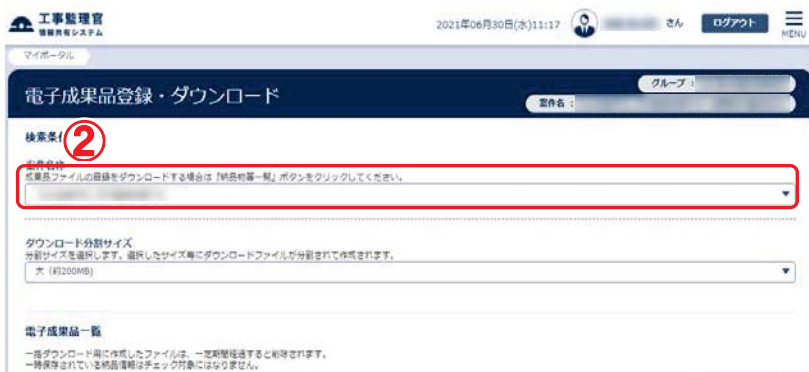 工事監理官
情報共有システム
2021年06月30日(水)11:17
さん
ログアウト
MENU
マイポータル
電子成果品登録・ダウンロード
グループ：
案件名：
検索条件
②
案件名称
成果品ファイルの目録をダウンロードする場合は「納品物等一覧」ボタンをクリックしてください。
ダウンロード分割サイズ
分割サイズを選択します。選択したサイズ毎にダウンロードファイルが分割されて作成されます。
大（約200MB）
電子成果品一覧
一括ダウンロード用に作成したファイルは、一定期間経過すると削除されます。
一時保存されている納品情報はチェック対象にはなりません。